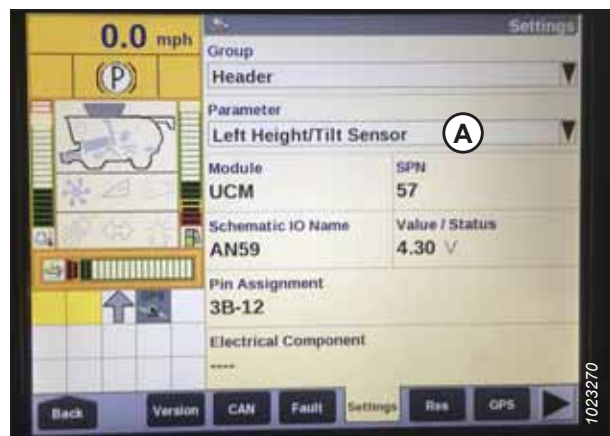 0.0 mph
Settings
(P)
Group
Header
Parameter
Left Height/Tilt Sensor
A
Module
SPN
UCM
57
Schematic IO Name
Value / Status
AN59
4.30 V
Pin Assignment
3B-12
GPS
Electrical Component
----
Back
Version
CAN
Fault
Settings
Res
GPS
1023270